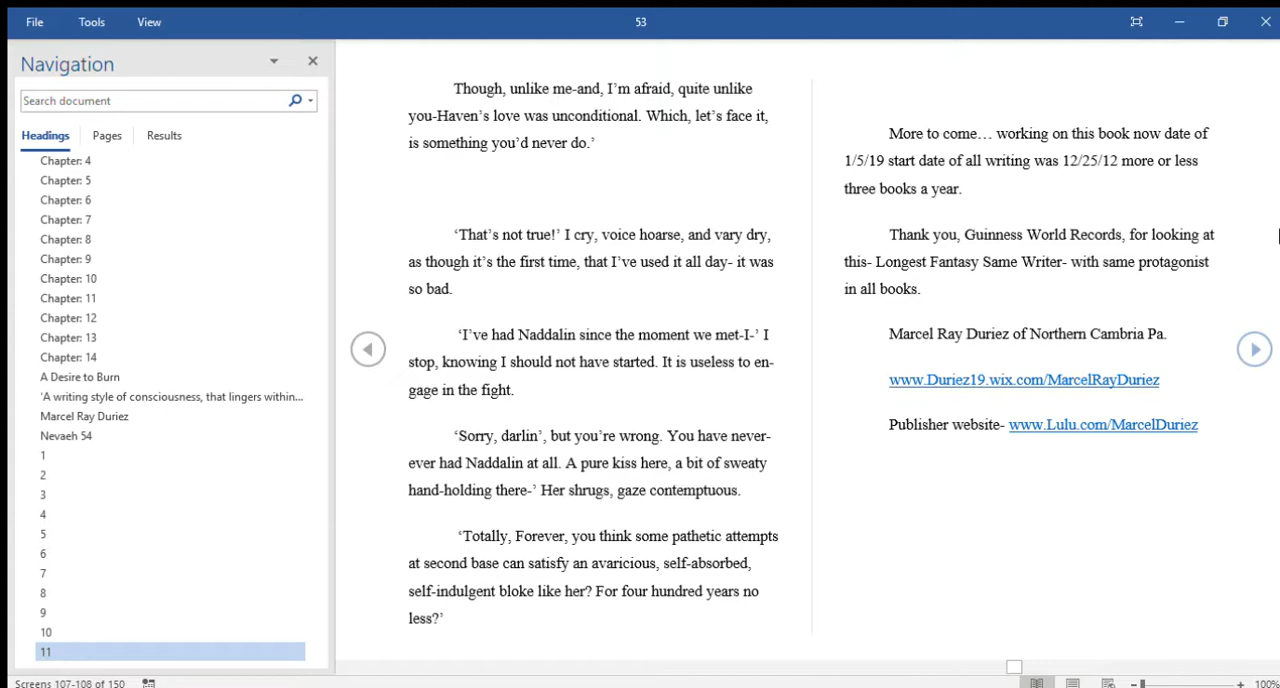 File Tools View 53
Navigation
Search document
Headings Pages Results
Chapter: 4
Chapter: 5
Chapter: 6
Chapter: 7
Chapter: 8
Chapter: 9
Chapter: 10
Chapter: 11
Chapter: 12
Chapter: 13
Chapter: 14
A Desire to Burn
‘A writing style of consciousness, that lingers within...
Marcel Ray Duriez
Nevaeh 54
1
2
3
4
5
6
7
8
9
10
11
Though, unlike me-and, I’m afraid, quite unlike
you-Haven’s love was unconditional. Which, let’s face it,
is something you’d never do.’
‘That’s not true!’ I cry, voice hoarse, and vary dry,
as though it’s the first time, that I’ve used it all day- it was
so bad.
‘I’ve had Naddalin since the moment we met-I-’ I
stop, knowing I should not have started. It is useless to en-
gage in the fight.
‘Sorry, darlin’, but you’re wrong. You have never-
ever had Naddalin at all. A pure kiss here, a bit of sweaty
hand-holding there-’ Her shrugs, gaze contemptuous.
‘Totally, Forever, you think some pathetic attempts
at second base can satisfy an avaricious, self-absorbed,
self-indulgent bloke like her? For four hundred years no
less?’
More to come… working on this book now date of
1/5/19 start date of all writing was 12/25/12 more or less
three books a year.
Thank you, Guinness World Records, for looking at
this- Longest Fantasy Same Writer- with same protagonist
in all books.
Marcel Ray Duriez of Northern Cambria Pa.
www.Duriez19.wix.com/MarcelRayDuriez
Publisher website- www.Lulu.com/MarcelDuriez
Screens 107-108 of 150
100%